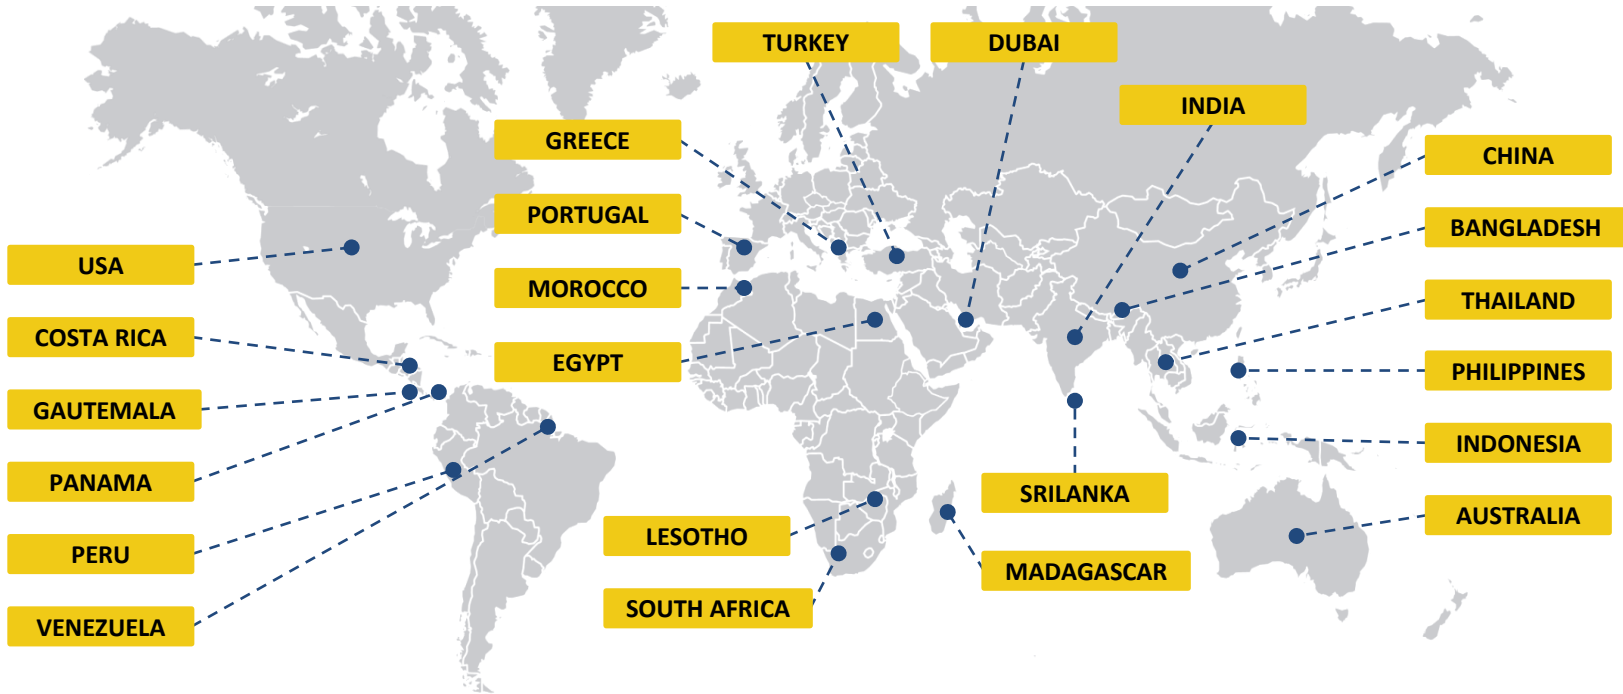 TURKEY
DUBAI
INDIA
GREECE
CHINA
PORTUGAL
BANGLADESH
USA
MOROCCO
THAILAND
COSTA RICA
EGYPT
PHILIPPINES
GAUTEMALA
INDONESIA
PANAMA
SRILANKA
LESOTHO
AUSTRALIA
PERU
MADAGASCAR
SOUTH AFRICA
VENEZUELA